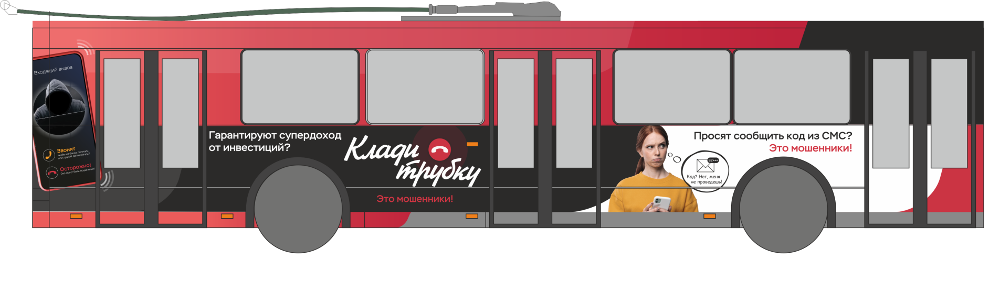 Входящий вызов
Звонят
якобы из банка, полиции
или другой организации?
Осторожно!
Это могут быть мошенники!
Гарантируют супердоход
от инвестиций?
Клади
трубку
Это мошенники!
Просят сообщить код из СМС?
Это мошенники!
82***
Код? Нет, меня
не проведешь!